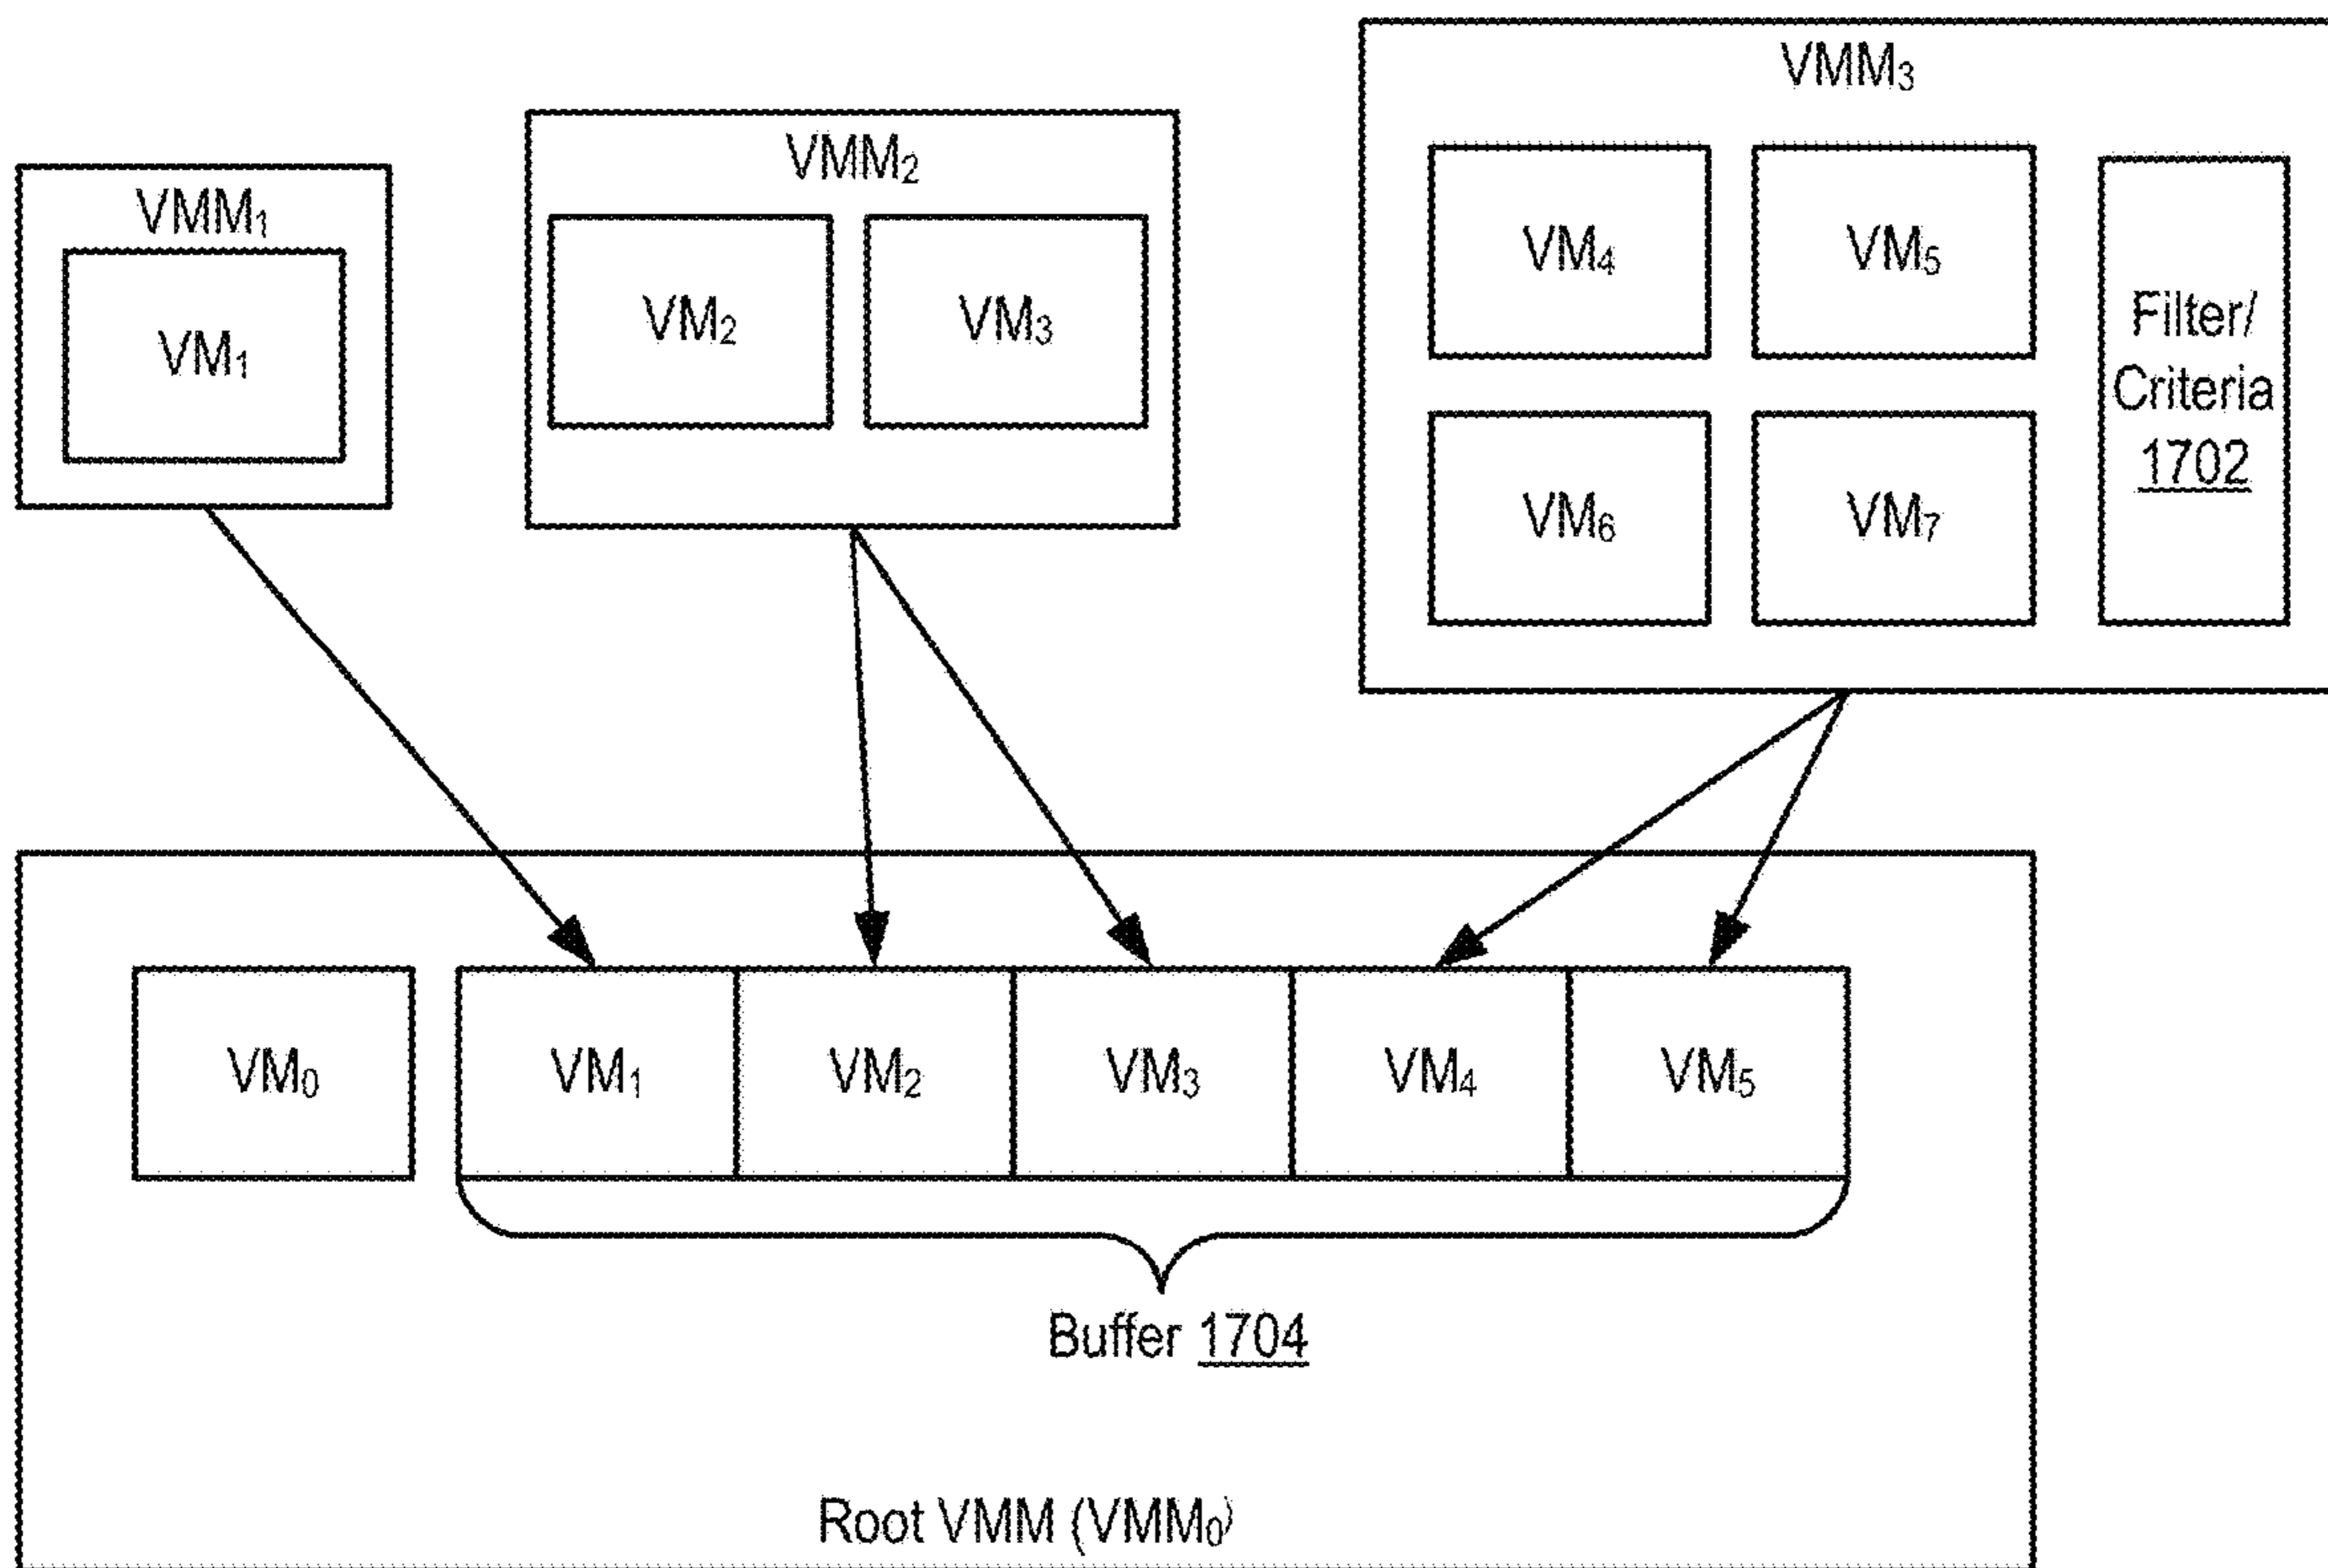 VMM₁
VM₁
VMM₂
VM₂ VM₃
VMM₃
VM₄ VM₅
VM₆ VM₇
Filter/
Criteria
1702
VM₀ VM₁ VM₂ VM₃ VM₄ VM₅
Buffer 1704
Root VMM (VMM₀)